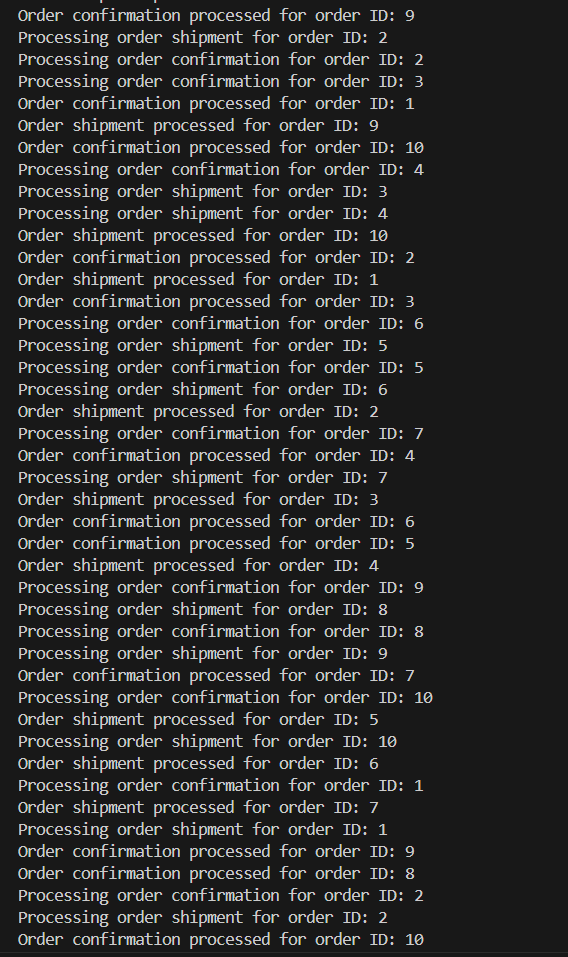 Order confirmation processed for order ID: 9
Processing order shipment for order ID: 2
Processing order confirmation for order ID: 2
Processing order confirmation for order ID: 3
Order confirmation processed for order ID: 1
Order shipment processed for order ID: 9
Order confirmation processed for order ID: 10
Processing order confirmation for order ID: 4
Processing order shipment for order ID: 3
Processing order shipment for order ID: 4
Order shipment processed for order ID: 10
Order confirmation processed for order ID: 2
Order shipment processed for order ID: 1
Order confirmation processed for order ID: 3
Processing order confirmation for order ID: 6
Processing order shipment for order ID: 5
Processing order confirmation for order ID: 5
Processing order shipment for order ID: 6
Order shipment processed for order ID: 2
Processing order confirmation for order ID: 7
Order confirmation processed for order ID: 4
Processing order shipment for order ID: 7
Order shipment processed for order ID: 3
Order confirmation processed for order ID: 6
Order confirmation processed for order ID: 5
Order shipment processed for order ID: 4
Processing order confirmation for order ID: 9
Processing order shipment for order ID: 8
Processing order confirmation for order ID: 8
Processing order shipment for order ID: 9
Order confirmation processed for order ID: 7
Processing order confirmation for order ID: 10
Order shipment processed for order ID: 5
Processing order shipment for order ID: 10
Order shipment processed for order ID: 6
Processing order confirmation for order ID: 1
Order shipment processed for order ID: 7
Processing order shipment for order ID: 1
Order confirmation processed for order ID: 9
Order confirmation processed for order ID: 8
Processing order confirmation for order ID: 2
Processing order shipment for order ID: 2
Order confirmation processed for order ID: 10